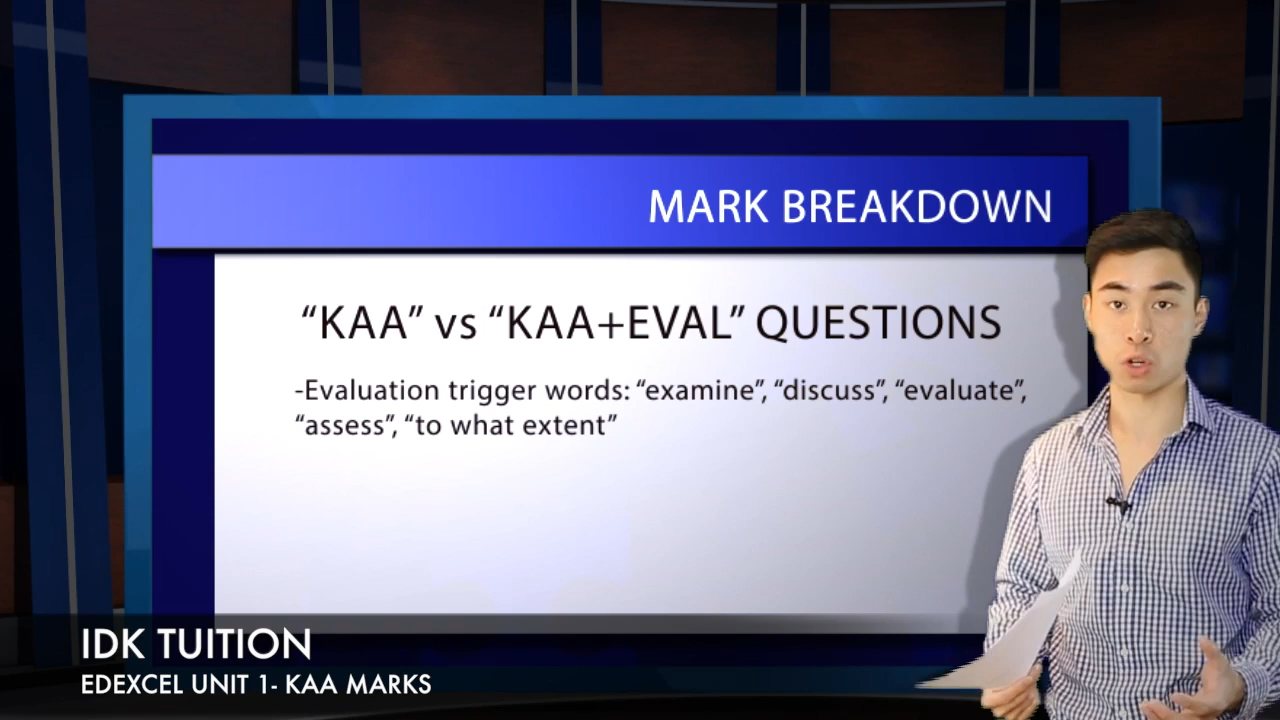 MARK BREAKDOWN
“KAA” vs “KAA+EVAL” QUESTIONS
-Evaluation trigger words: “examine”, “discuss”, “evaluate”,
“assess”, “to what extent”
IDK TUITION
EDEXCEL UNIT 1- KAA MARKS